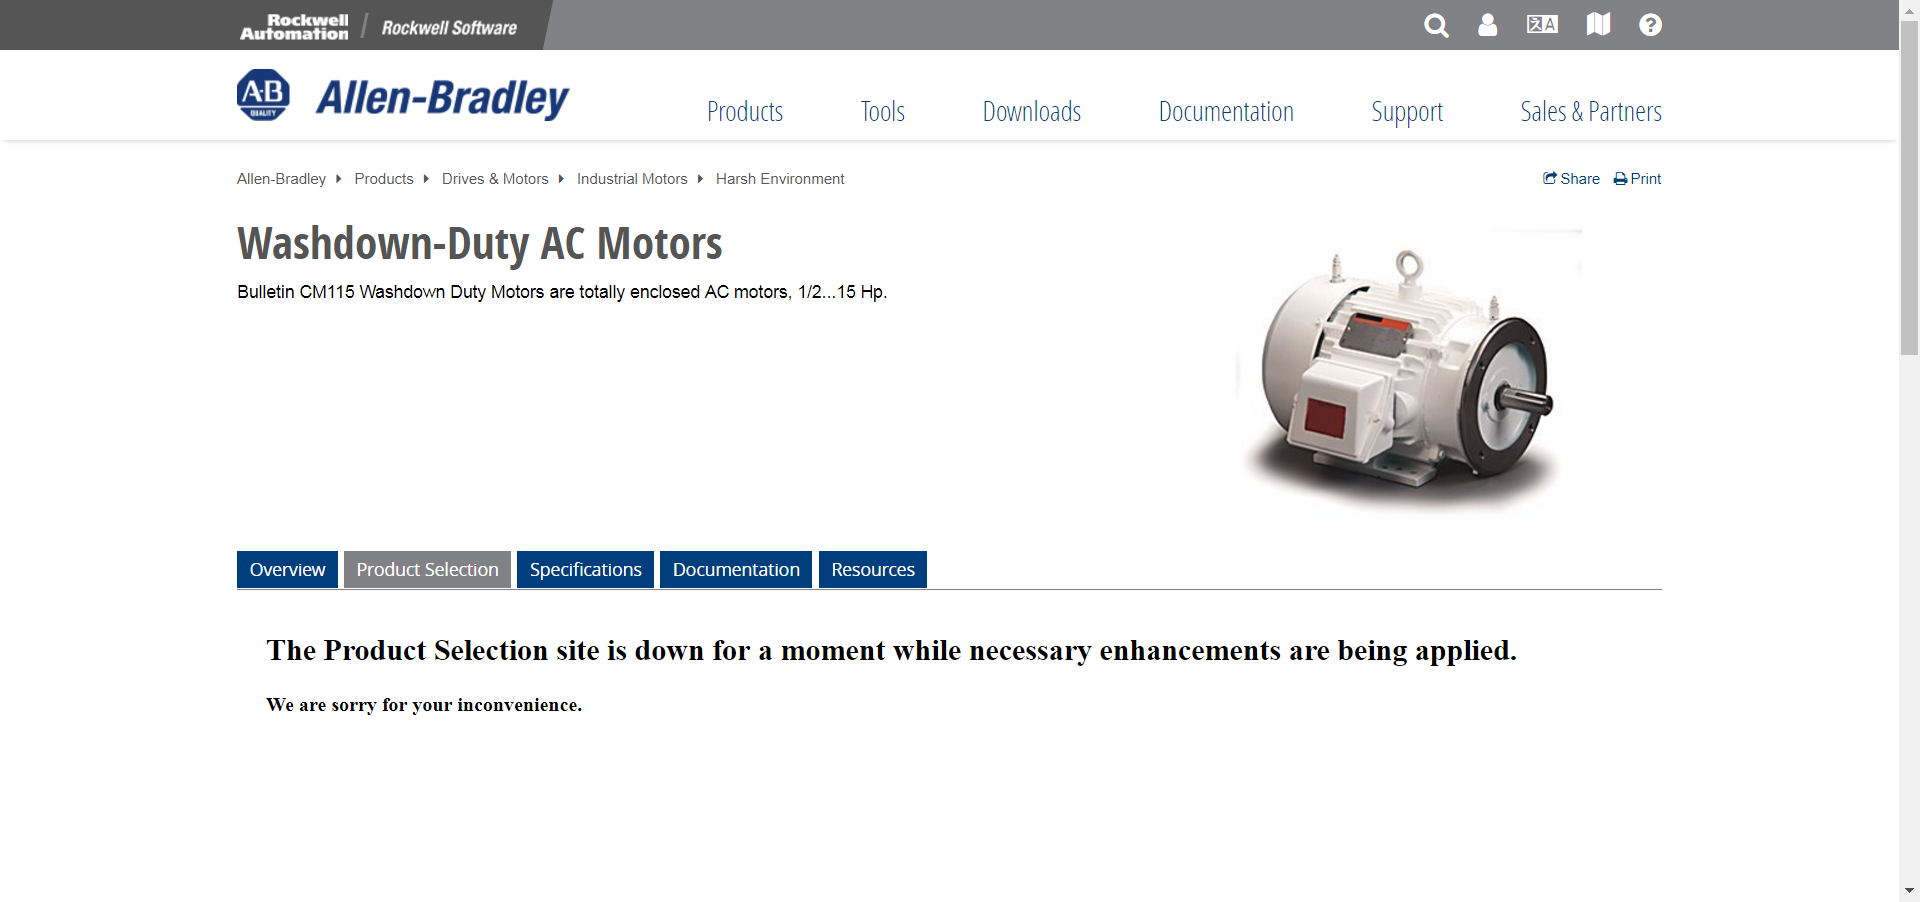 Rockwell Automation
Rockwell Software
A-B QUALITY
Allen-Bradley
Products Tools Downloads Documentation Support Sales & Partners
Allen-Bradley Products Drives & Motors Industrial Motors Harsh Environment
Share Print
Washdown-Duty AC Motors
Bulletin CM115 Washdown Duty Motors are totally enclosed AC motors, 1/2...15 Hp.
Overview Product Selection Specifications Documentation Resources
The Product Selection site is down for a moment while necessary enhancements are being applied.
We are sorry for your inconvenience.